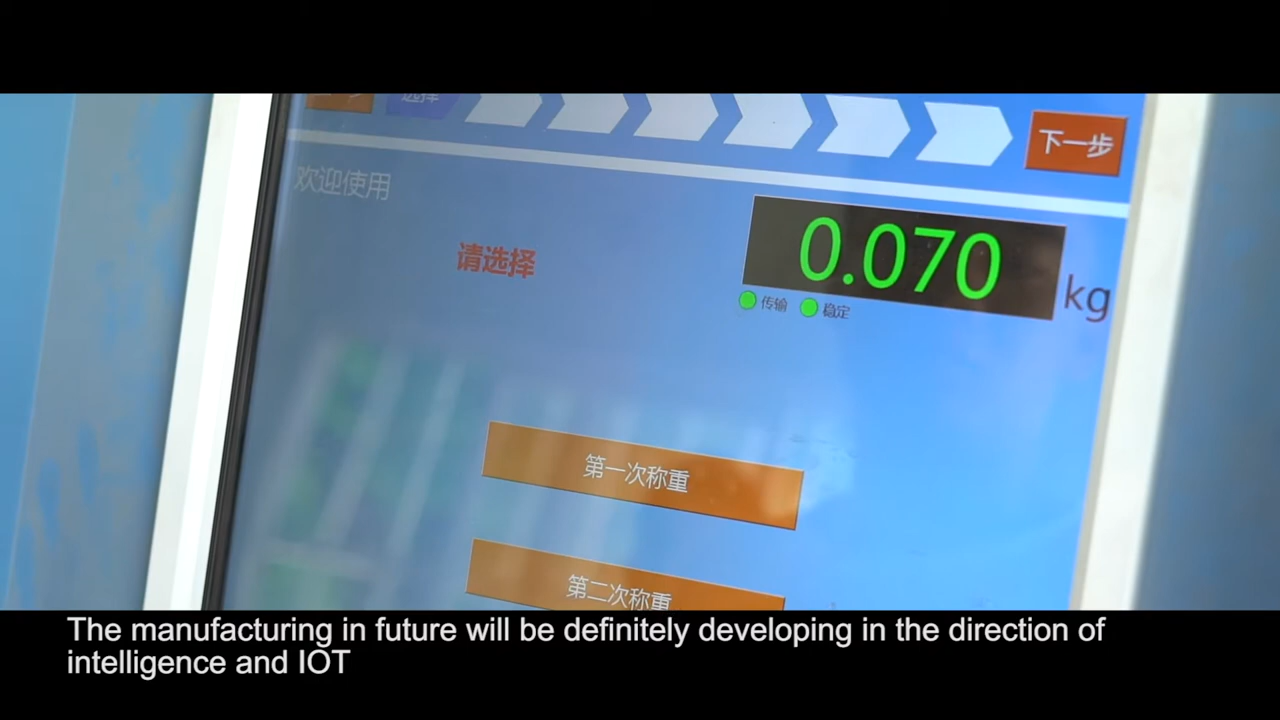 选择
下一步
欢迎使用
请选择
0.070
kg
传输
稳定
第一次称重
第二次称重
The manufacturing in future will be definitely developing in the direction of
intelligence and IOT